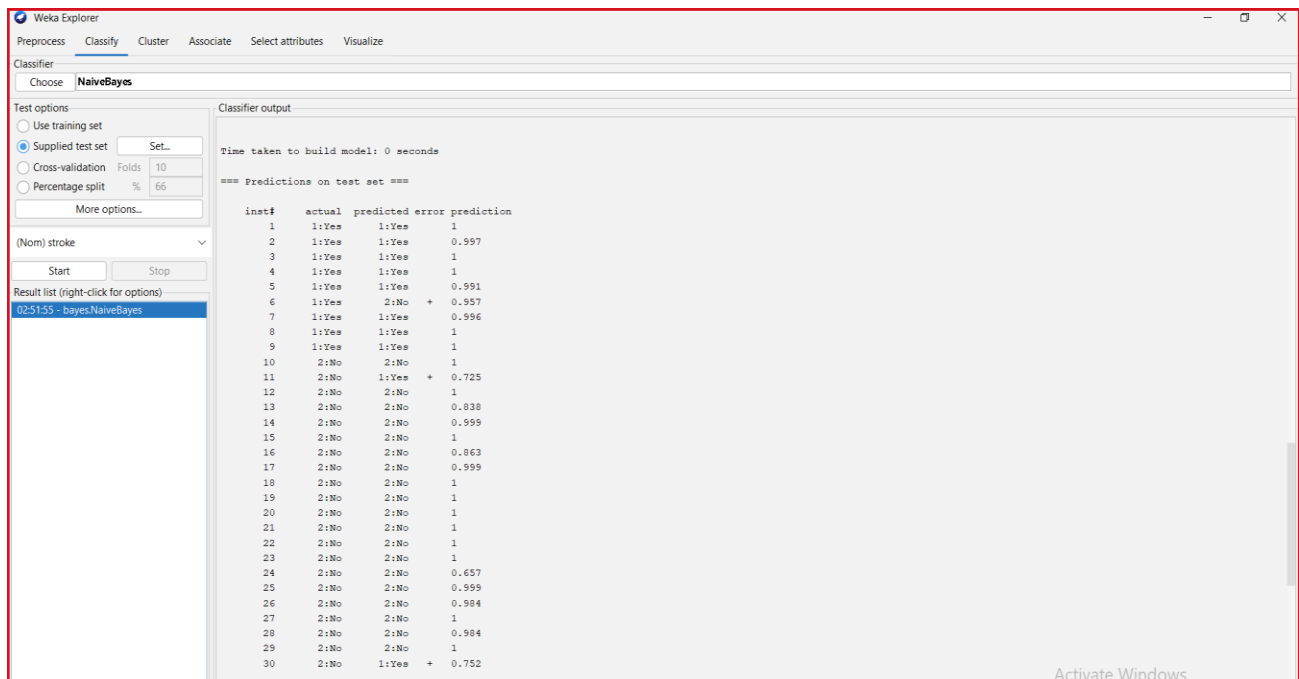 Weka Explorer
Preprocess Classify Cluster Associate Select attributes Visualize
Classifier
Choose NaiveBayes
Test options
Use training set
Supplied test set Set...
Cross-validation Folds 10
Percentage split % 66
More options...
(Nom) stroke
Start Stop
Result list (right-click for options)
02:51:55 - bayes.NaiveBayes
Classifier output
Time taken to build model: 0 seconds
=== Predictions on test set ===
inst# actual predicted error prediction
1 1:Yes 1:Yes 1
2 1:Yes 1:Yes 0.997
3 1:Yes 1:Yes 1
4 1:Yes 1:Yes 1
5 1:Yes 1:Yes 0.991
6 1:Yes 2:No + 0.957
7 1:Yes 1:Yes 0.996
8 1:Yes 1:Yes 1
9 1:Yes 1:Yes 1
10 2:No 2:No 1
11 2:No 1:Yes + 0.725
12 2:No 2:No 1
13 2:No 2:No 0.838
14 2:No 2:No 0.999
15 2:No 2:No 1
16 2:No 2:No 0.863
17 2:No 2:No 0.999
18 2:No 2:No 1
19 2:No 2:No 1
20 2:No 2:No 1
21 2:No 2:No 1
22 2:No 2:No 1
23 2:No 2:No 1
24 2:No 2:No 0.657
25 2:No 2:No 0.999
26 2:No 2:No 0.984
27 2:No 2:No 1
28 2:No 2:No 0.984
29 2:No 2:No 1
30 2:No 1:Yes + 0.752
Activate Windows